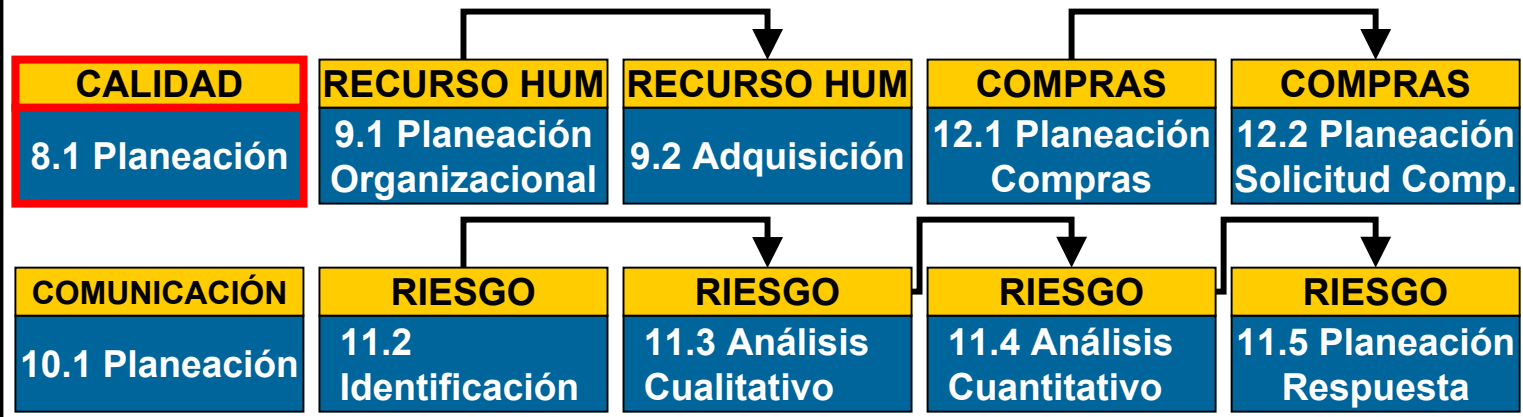 CALIDAD
8.1 Planeación
RECURSO HUM
9.1 Planeación
Organizacional
RECURSO HUM
9.2 Adquisición
COMPRAS
12.1 Planeación
Compras
COMPRAS
12.2 Planeación
Solicitud Comp.
COMUNICACIÓN
10.1 Planeación
RIESGO
11.2
Identificación
RIESGO
11.3 Análisis
Cualitativo
RIESGO
11.4 Análisis
Cuantitativo
RIESGO
11.5 Planeación
Respuesta